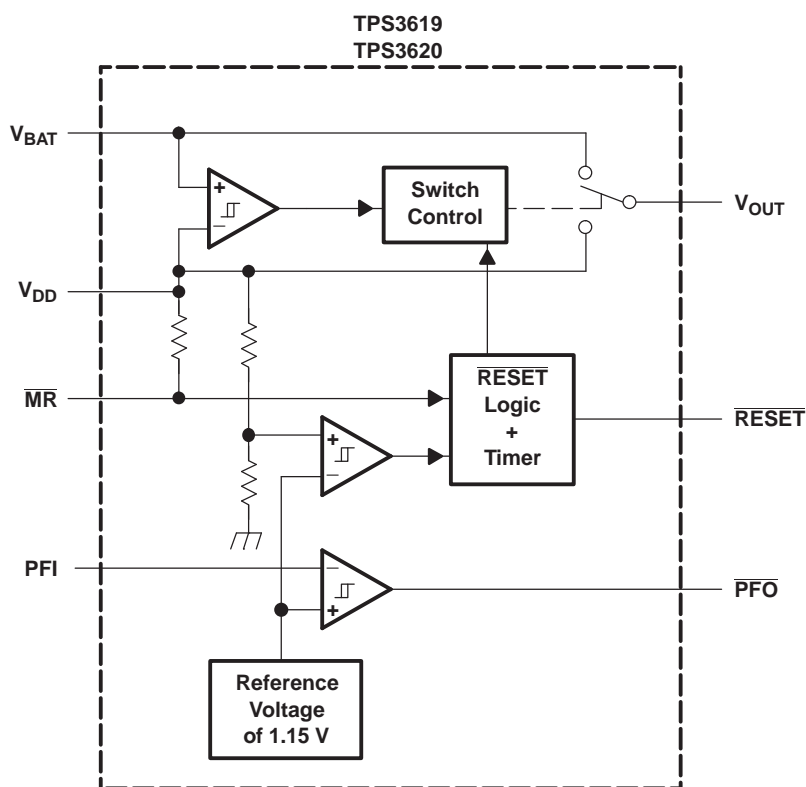 TPS3619
TPS3620
VBAT
+
−
Switch
Control
VOUT
VDD
MR
RESET
Logic
+
Timer
RESET
+
−
PFI
−
+
PFO
Reference
Voltage
of 1.15 V